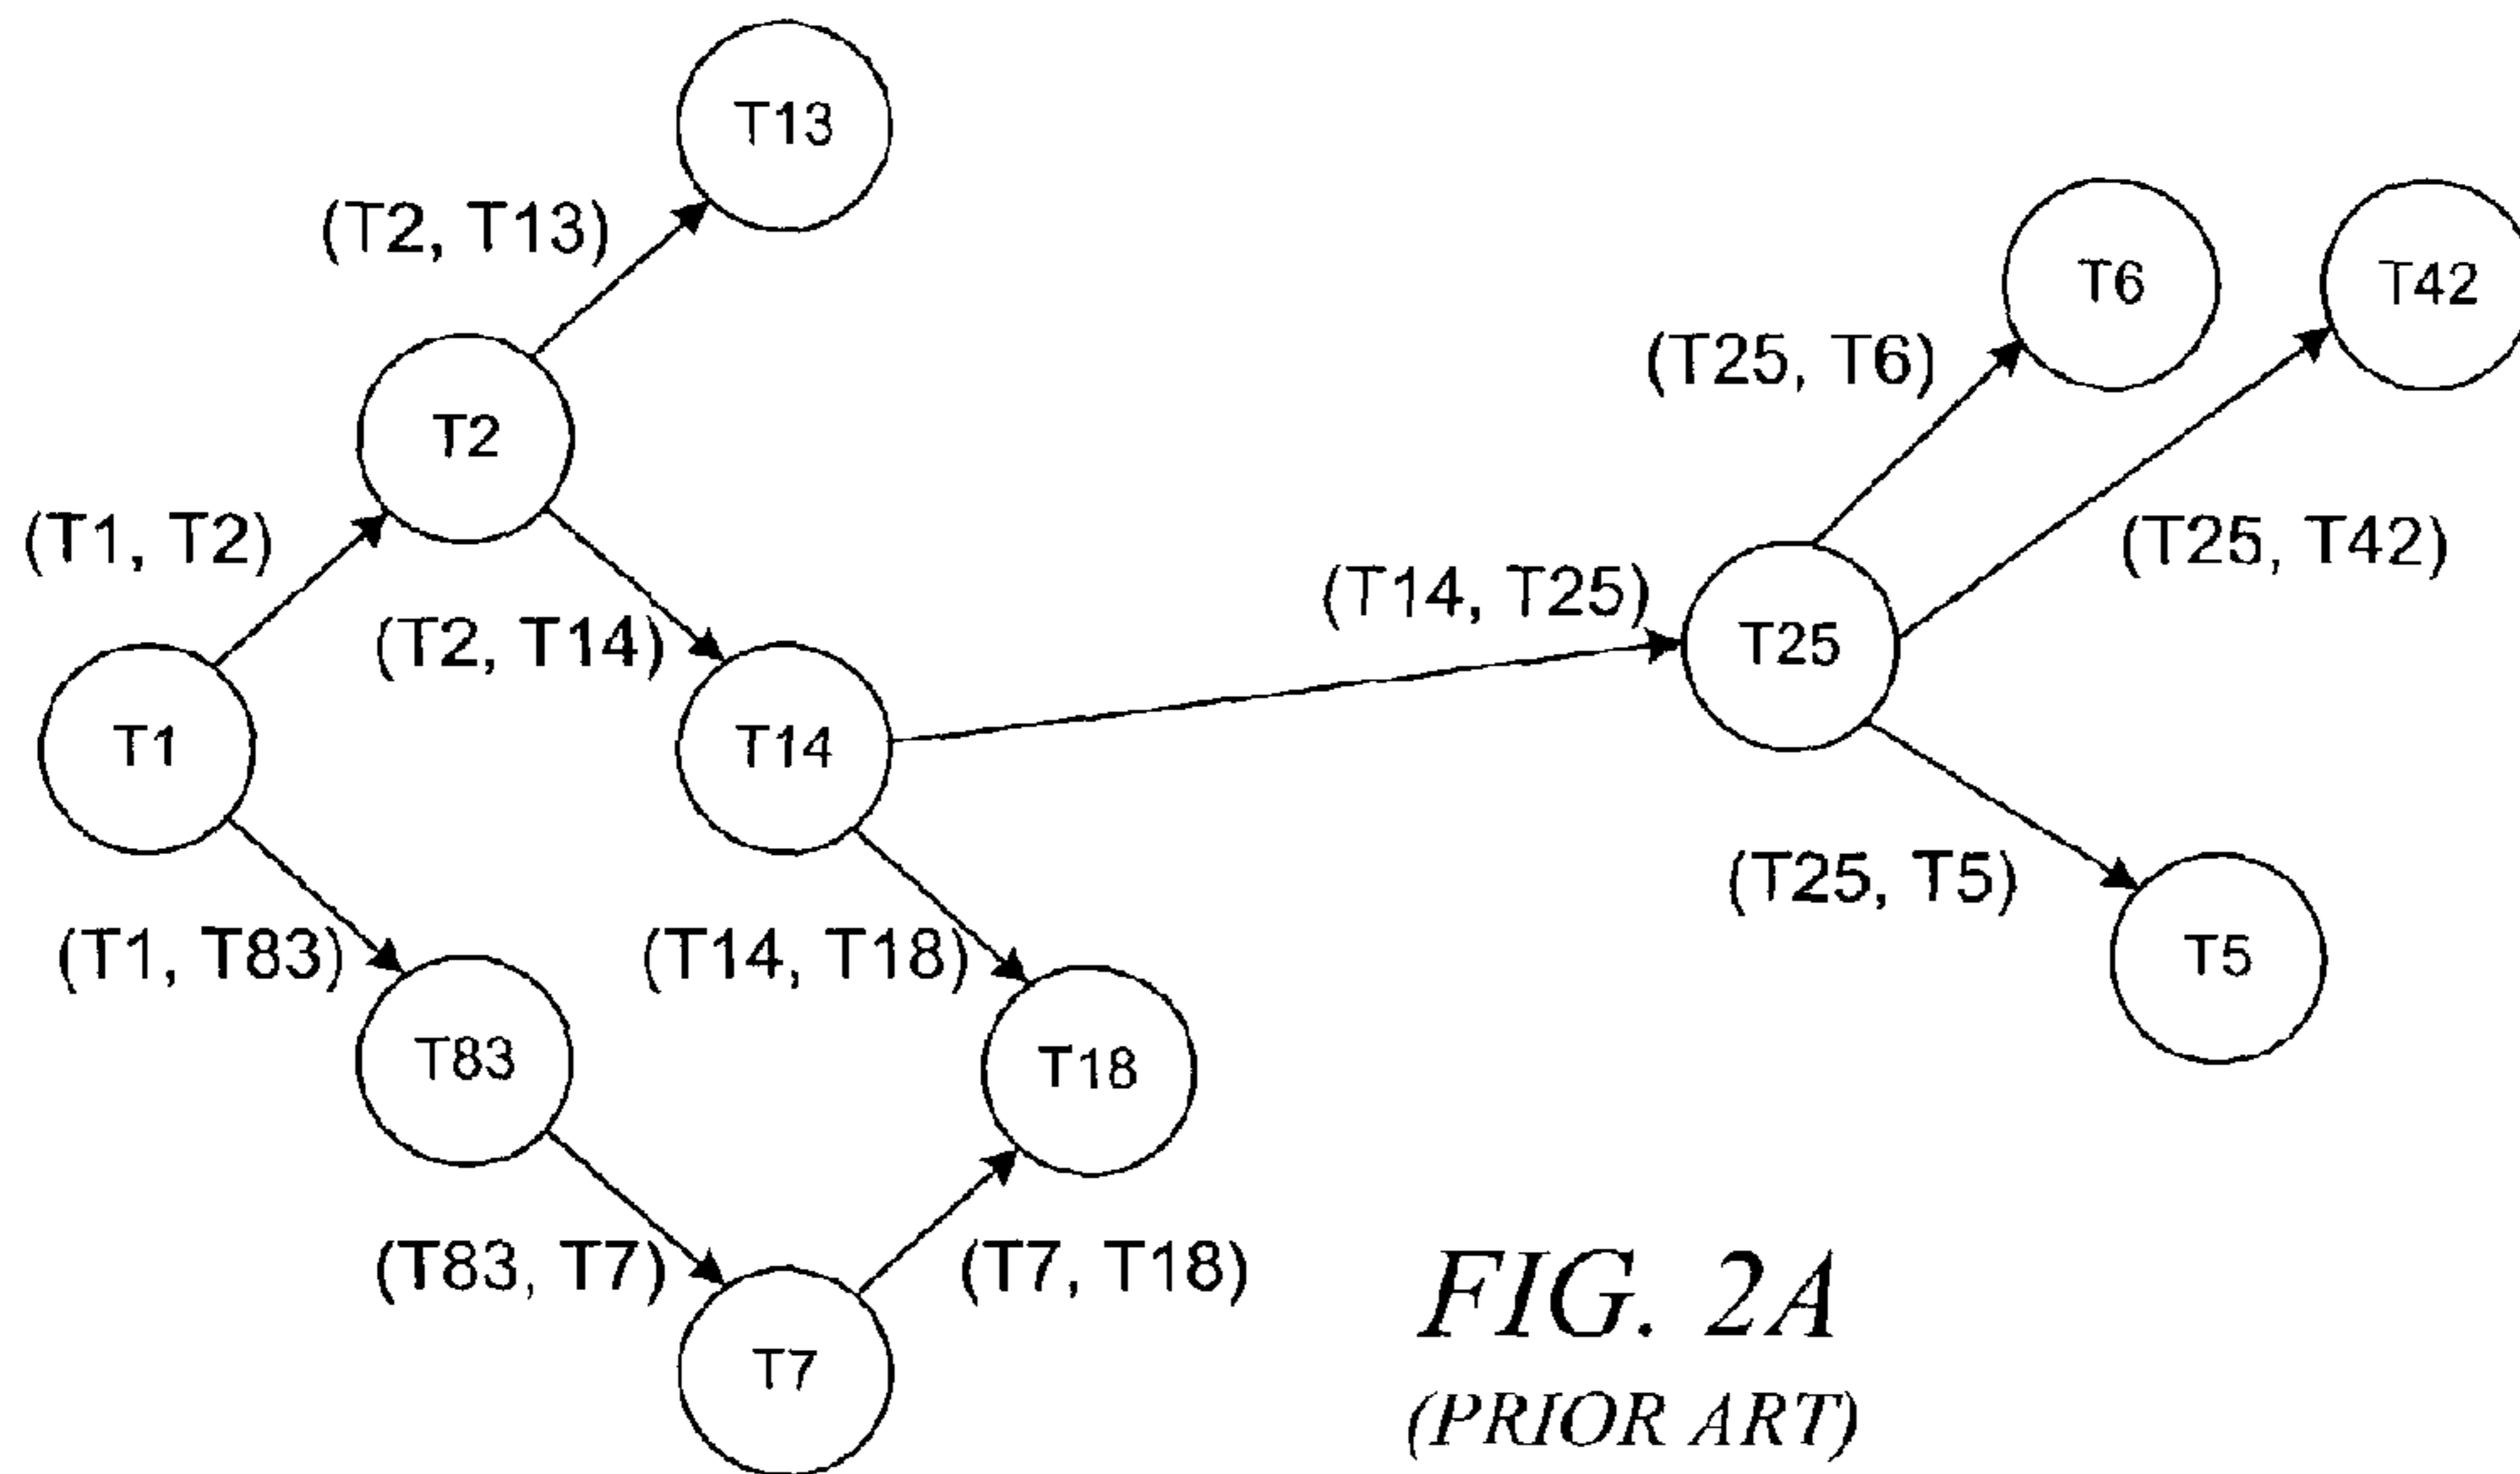 T13
(T2, T13)
T6
T42
(T25, T6)
T2
(T1, T2)
(T25, T42)
(T14, T25)
(T2, T14)
T25
T1
T14
(T25, T5)
(T1, T83)
(T14, T18)
T5
T83
T18
(T83, T7)
(T7, T18)
T7
FIG. 2A
(PRIOR ART)